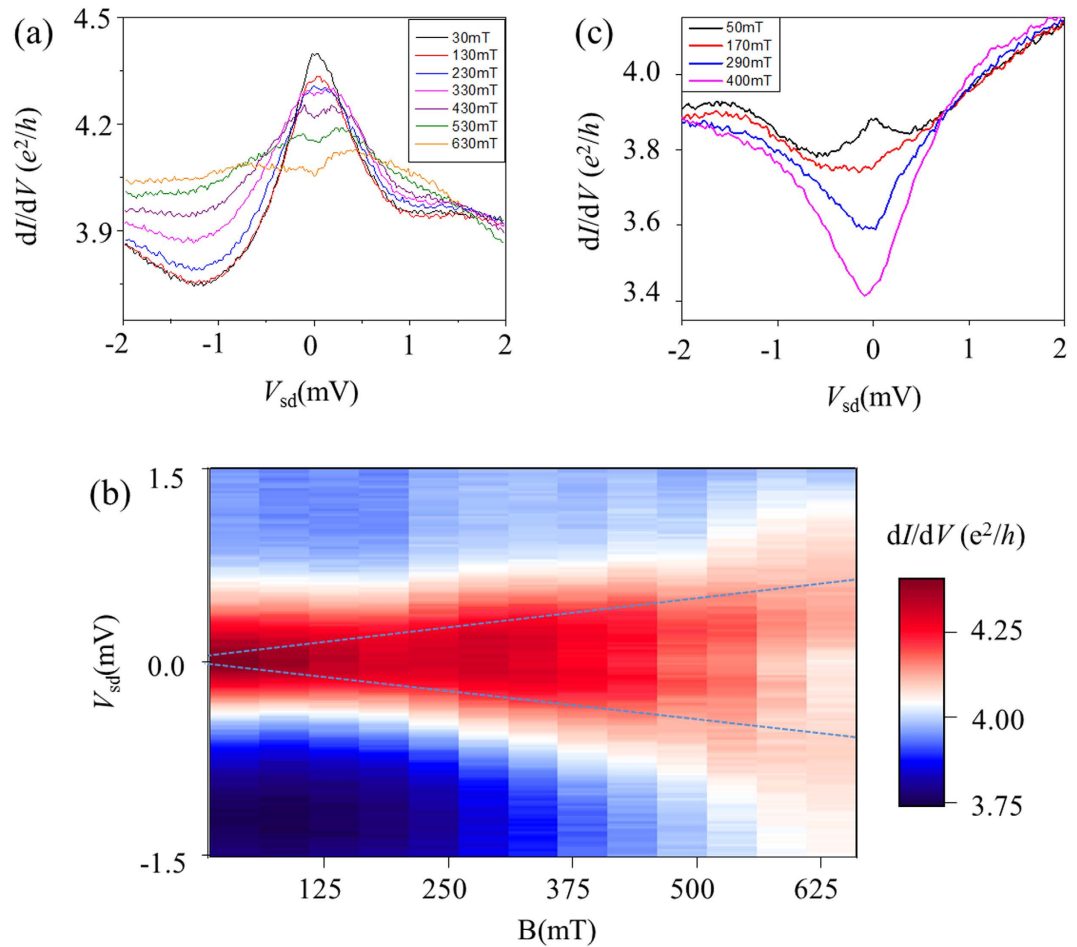 (a)
4.5
4.2
3.9
dI/dV (e²/h)
30mT
130mT
230mT
330mT
430mT
530mT
630mT
-2 -1 0 1 2
Vsd(mV)
(c)
4.0
3.8
3.6
3.4
dI/dV (e²/h)
50mT
170mT
290mT
400mT
-2 -1 0 1 2
Vsd(mV)
(b)
1.5
0.0
-1.5
Vsd(mV)
125 250 375 500 625
B(mT)
dI/dV (e²/h)
4.25
4.00
3.75